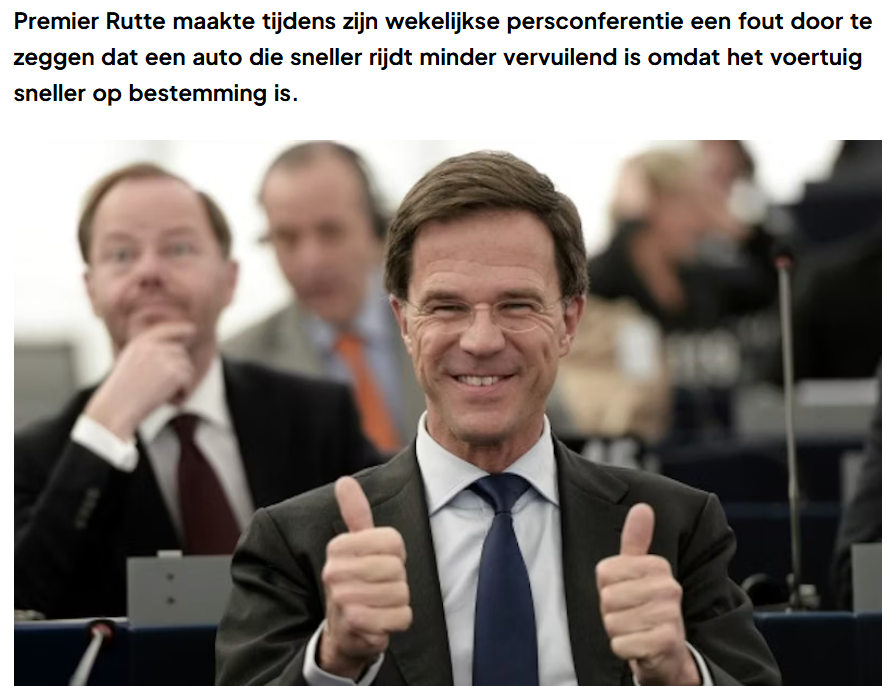 Premier Rutte maakte tijdens zijn wekelijkse persconferentie een fout door te
zeggen dat een auto die sneller rijdt minder vervuilend is omdat het voertuig
sneller op bestemming is.